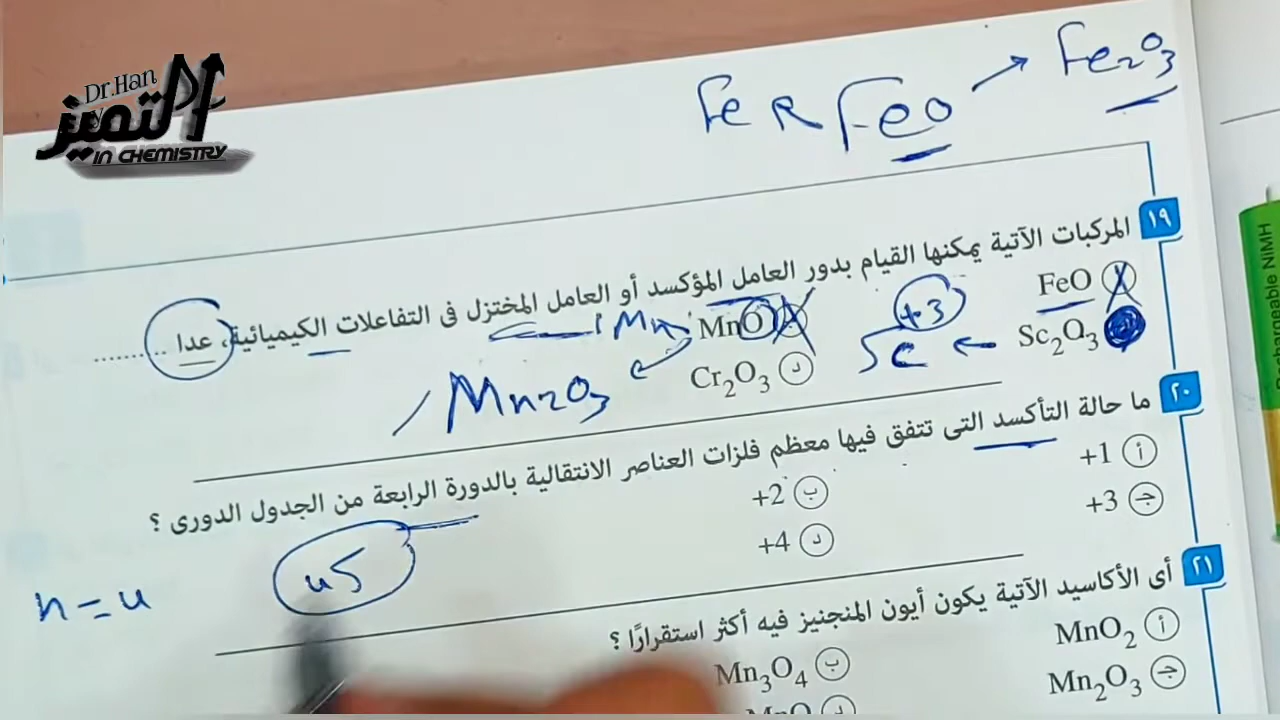 Dr.Han
التميز
IN CHEMISTRY
Fe FeO → Fe2O3
١٩ المركبات الآتية يمكنها القيام بدور العامل المؤكسد أو العامل المختزل فى التفاعلات الكيميائية، عدا ..........
أ FeO
MnO Mn
Sc₂O₃ ← Sc +3
د Cr₂O₃
Mn2O3
٢٠ ما حالة التأكسد التى تتفق فيها معظم فلزات العناصر الانتقالية بالدورة الرابعة من الجدول الدورى ؟
أ +1
ب +2
ج +3
د +4
4S
n = 4
٢١ أى الأكاسيد الآتية يكون أيون المنجنيز فيه أكثر استقرارًا ؟
أ MnO₂
ب Mn₃O₄
ج Mn₂O₃
د MnO
chargeable NiMH